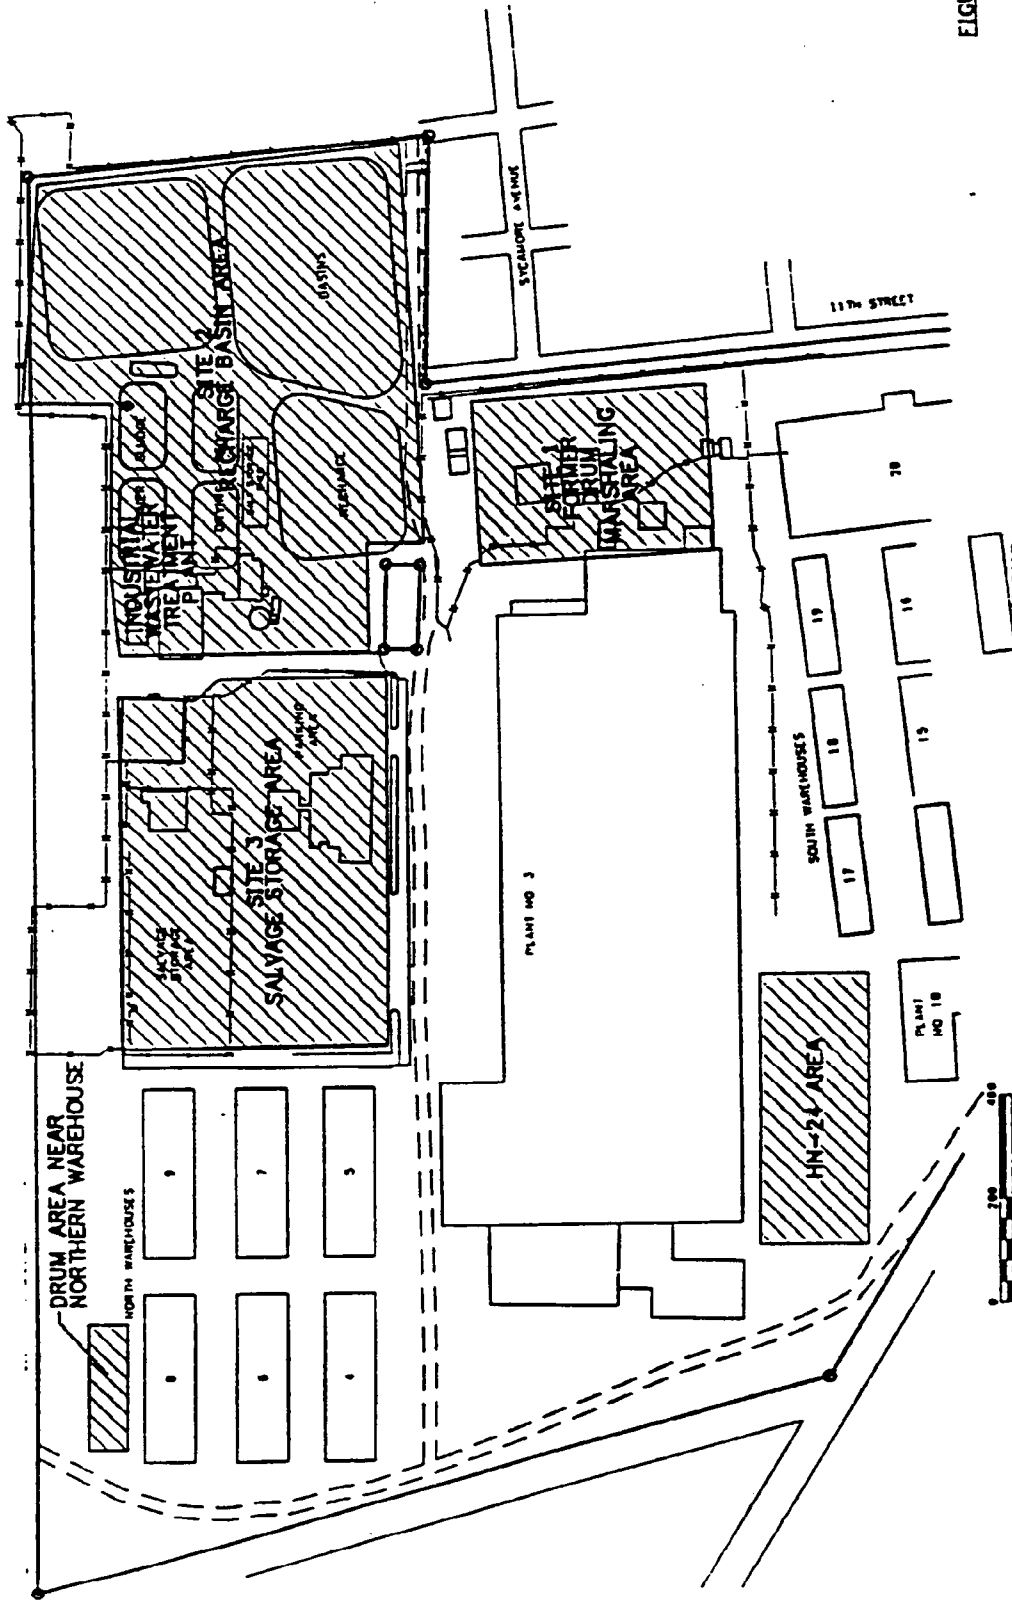 DRUM AREA NEAR
NORTHERN WAREHOUSE
NORTH WAREHOUSES
8
9
6
7
4
5
SALVAGE
STORAGE
AREA
SITE 3
SALVAGE STORAGE AREA
PARKING
AREA
INDUSTRIAL
WASTEWATER
TREATMENT
PLANT
SLUDGE
DRYING
SITE 2
RECHARGE BASIN AREA
RECHARGE
BASINS
SITE 1
FORMER
DRUM
MARSHALING
AREA
SYCAMORE AVENUE
11TH STREET
PLANT NO 3
HN-24 AREA
SOUTH WAREHOUSES
17
18
19
20
15
16
PLANT
NO 10
0
200
400